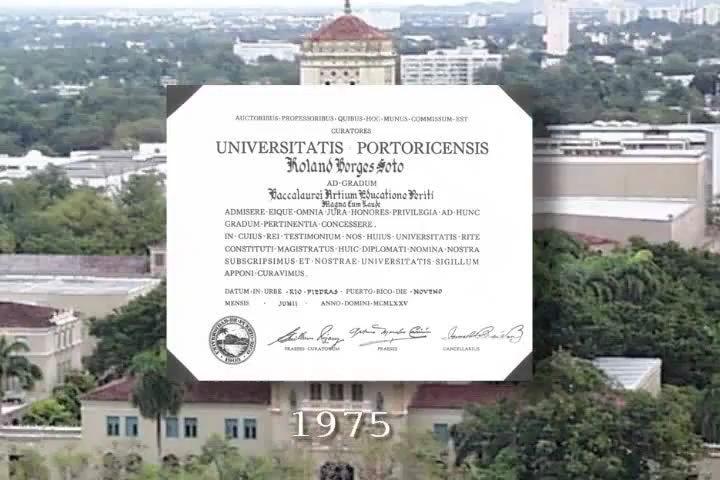 AUCTORIBUS·PROFESSORIBUS·QUIBUS·HOC·MUNUS·COMMISSUM·EST
CURATORES
UNIVERSITATIS · PORTORICENSIS
Roland Borges Soto
AD·GRADUM
Baccalaurei Artium Educatione Periti
Magna Cum Laude
ADMISERE·EIQUE·OMNIA·JURA·HONORES·PRIVILEGIA·AD·HUNC
GRADUM·PERTINENTIA·CONCESSERE.
IN·CUIUS·REI·TESTIMONIUM·NOS·HUIUS·UNIVERSITATIS·RITE
CONSTITUTI·MAGISTRATUS·HUIC·DIPLOMATI·NOMINA·NOSTRA
SUBSCRIPSIMUS·ET·NOSTRAE·UNIVERSITATIS·SIGILLUM
APPONI·CURAVIMUS.
DATUM·IN·URBE ·RIO·PIEDRAS· PUERTO·RICO·DIE·NOVENO
MENSIS · JUNII · ANNO·DOMINI·MCMLXXV
PRAESES·CURATORUM PRAESES CANCELLARIUS
1903
1975